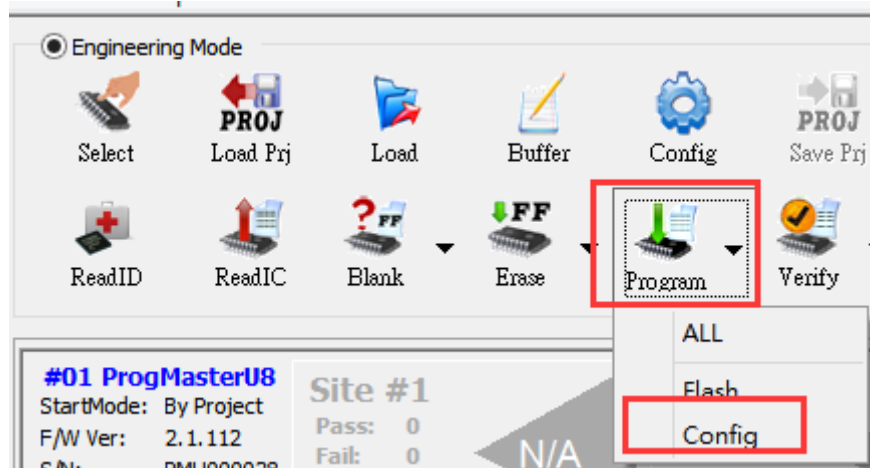 Engineering Mode
PROJ
PROJ
Select Load Prj Load Buffer Config Save Prj
? FF
FF
ReadID ReadIC Blank Erase Program Verify
ALL
Flash
Config
#01 ProgMasterU8
StartMode: By Project
F/W Ver: 2.1.112
Site #1
Pass: 0
Fail: 0
N/A